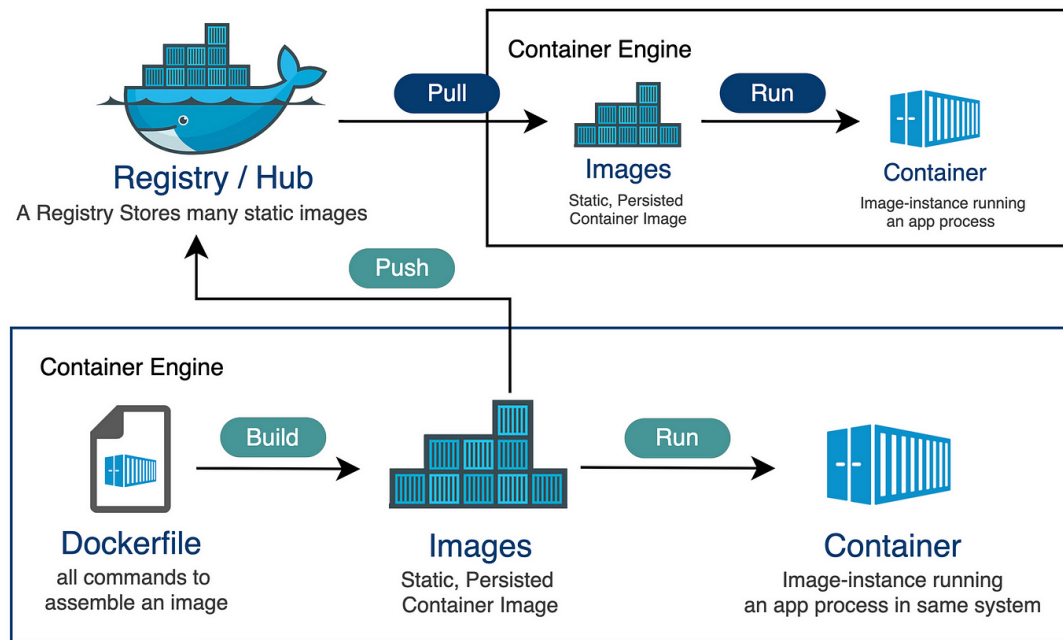 Container Engine
Pull
Run
Registry / Hub
A Registry Stores many static images
Images
Static, Persisted
Container Image
Container
Image-instance running
an app process
Push
Container Engine
Build
Run
Dockerfile
all commands to
assemble an image
Images
Static, Persisted
Container Image
Container
Image-instance running
an app process in same system